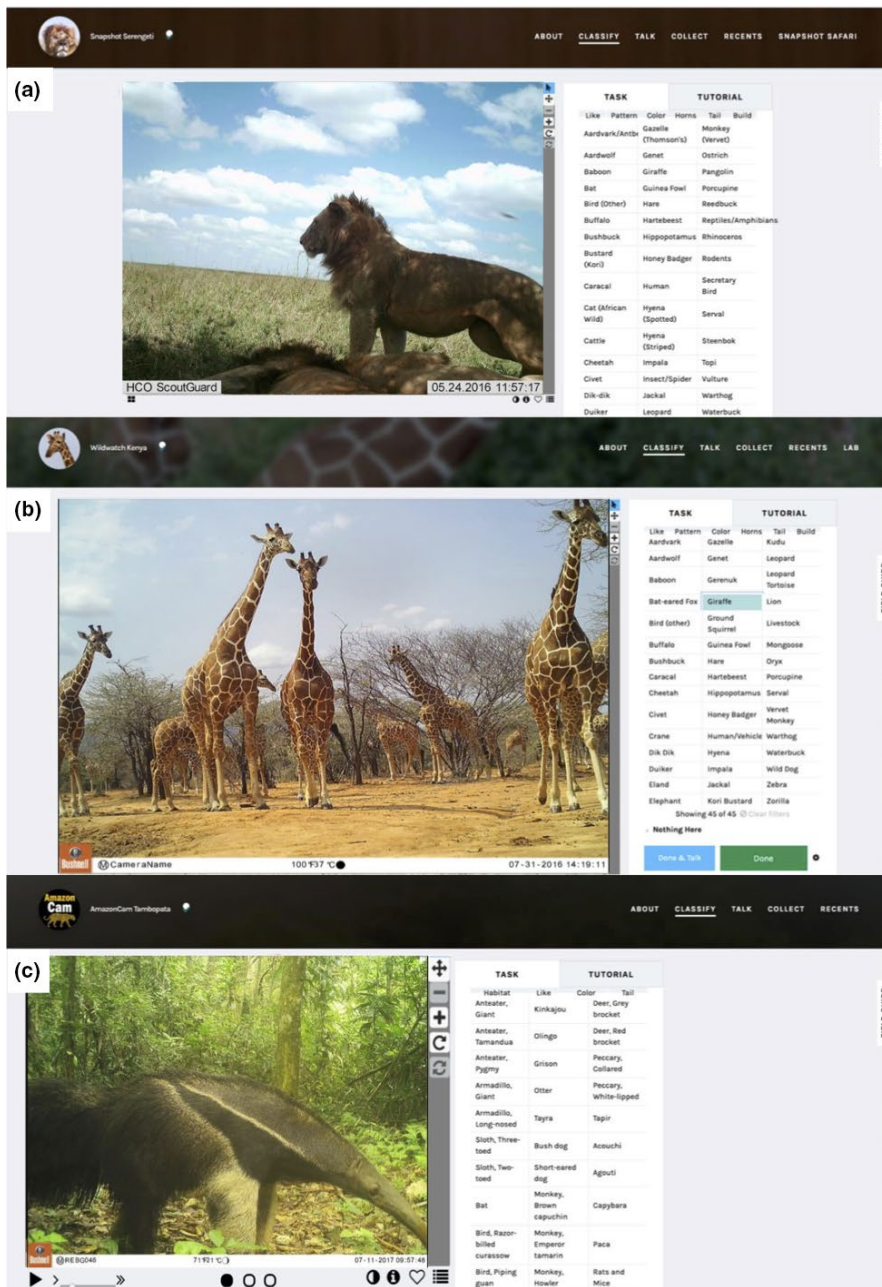 Snapshot Serengeti
ABOUT CLASSIFY TALK COLLECT RECENTS SNAPSHOT SAFARI
(a)
TASK TUTORIAL
Like Pattern Color Horns Tail Build
Aardvark/Antbe Gazelle (Thomson's) Monkey (Vervet)
Aardwolf Genet Ostrich
Baboon Giraffe Pangolin
Bat Guinea Fowl Porcupine
Bird (Other) Hare Reedbuck
Buffalo Hartebeest Reptiles/Amphibians
Bushbuck Hippopotamus Rhinoceros
Bustard (Kori) Honey Badger Rodents
Caracal Human Secretary Bird
Cat (African Wild) Hyena (Spotted) Serval
Cattle Hyena (Striped) Steenbok
Cheetah Impala Topi
Civet Insect/Spider Vulture
Dik-dik Jackal Warthog
Duiker Leopard Waterbuck
HCO ScoutGuard 05.24.2016 11:57:17
Wildwatch Kenya
ABOUT CLASSIFY TALK COLLECT RECENTS LAB
(b)
TASK TUTORIAL
Like Pattern Color Horns Tail Build
Aardvark Gazelle Kudu
Aardwolf Genet Leopard
Baboon Gerenuk Leopard Tortoise
Bat-eared Fox Giraffe Lion
Bird (other) Ground Squirrel Livestock
Buffalo Guinea Fowl Mongoose
Bushbuck Hare Oryx
Caracal Hartebeest Porcupine
Cheetah Hippopotamus Serval
Civet Honey Badger Vervet Monkey
Crane Human/Vehicle Warthog
Dik Dik Hyena Waterbuck
Duiker Impala Wild Dog
Eland Jackal Zebra
Elephant Kori Bustard Zorilla
Showing 45 of 45 Clear filters
Nothing Here
Done & Talk Done
Bushnell M CameraName 100°F37°C 07-31-2016 14:19:11
Amazon Cam
AmazonCam Tambopata
ABOUT CLASSIFY TALK COLLECT RECENTS
(c)
TASK TUTORIAL
Habitat Like Color Tail
Anteater, Giant Kinkajou Deer, Grey brocket
Anteater, Tamandua Olingo Deer, Red brocket
Anteater, Pygmy Grison Peccary, Collared
Armadillo, Giant Otter Peccary, White-lipped
Armadillo, Long-nosed Tayra Tapir
Sloth, Three-toed Bush dog Acouchi
Sloth, Two-toed Short-eared dog Agouti
Bat Monkey, Brown capuchin Capybara
Bird, Razor-billed curassow Monkey, Emperor tamarin Paca
Bird, Piping guan Monkey, Howler Rats and Mice
Bushnell M REBG046 71°F21°C 07-11-2017 09:57:48